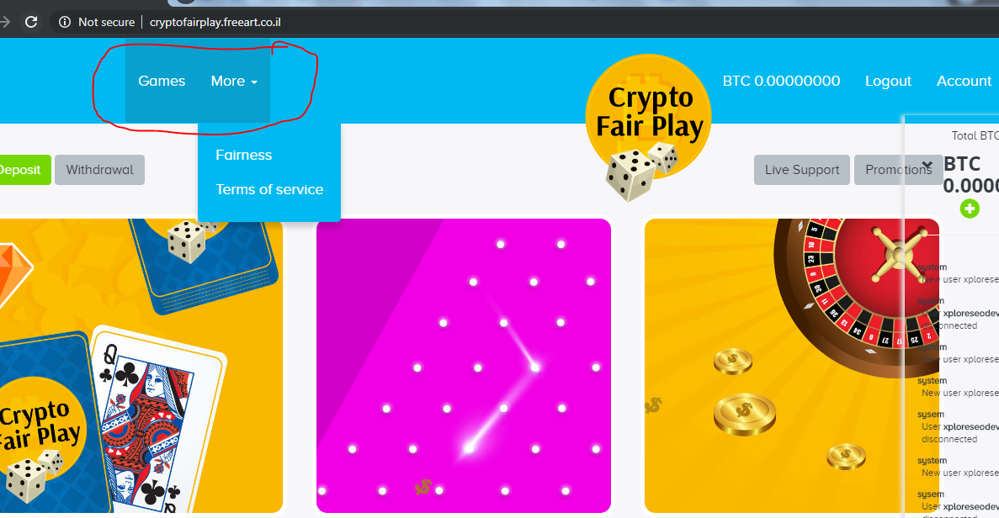 Not secure | cryptofairplay.freeart.co.il
Games More
BTC 0.00000000 Logout Account
Crypto
Fair Play
Fairness
Terms of service
Deposit Withdrawal
Live Support Promotions
Total BTC
BTC
0.0000
system
New user xplorese
system
User xploreseodev
disconnected
system
New user xplorese
system
New user xplorese
sysem
User xploreseodev
disconnected
system
New user xplorese
sysem
User xploreseodev
Q
Crypto
Fair Play